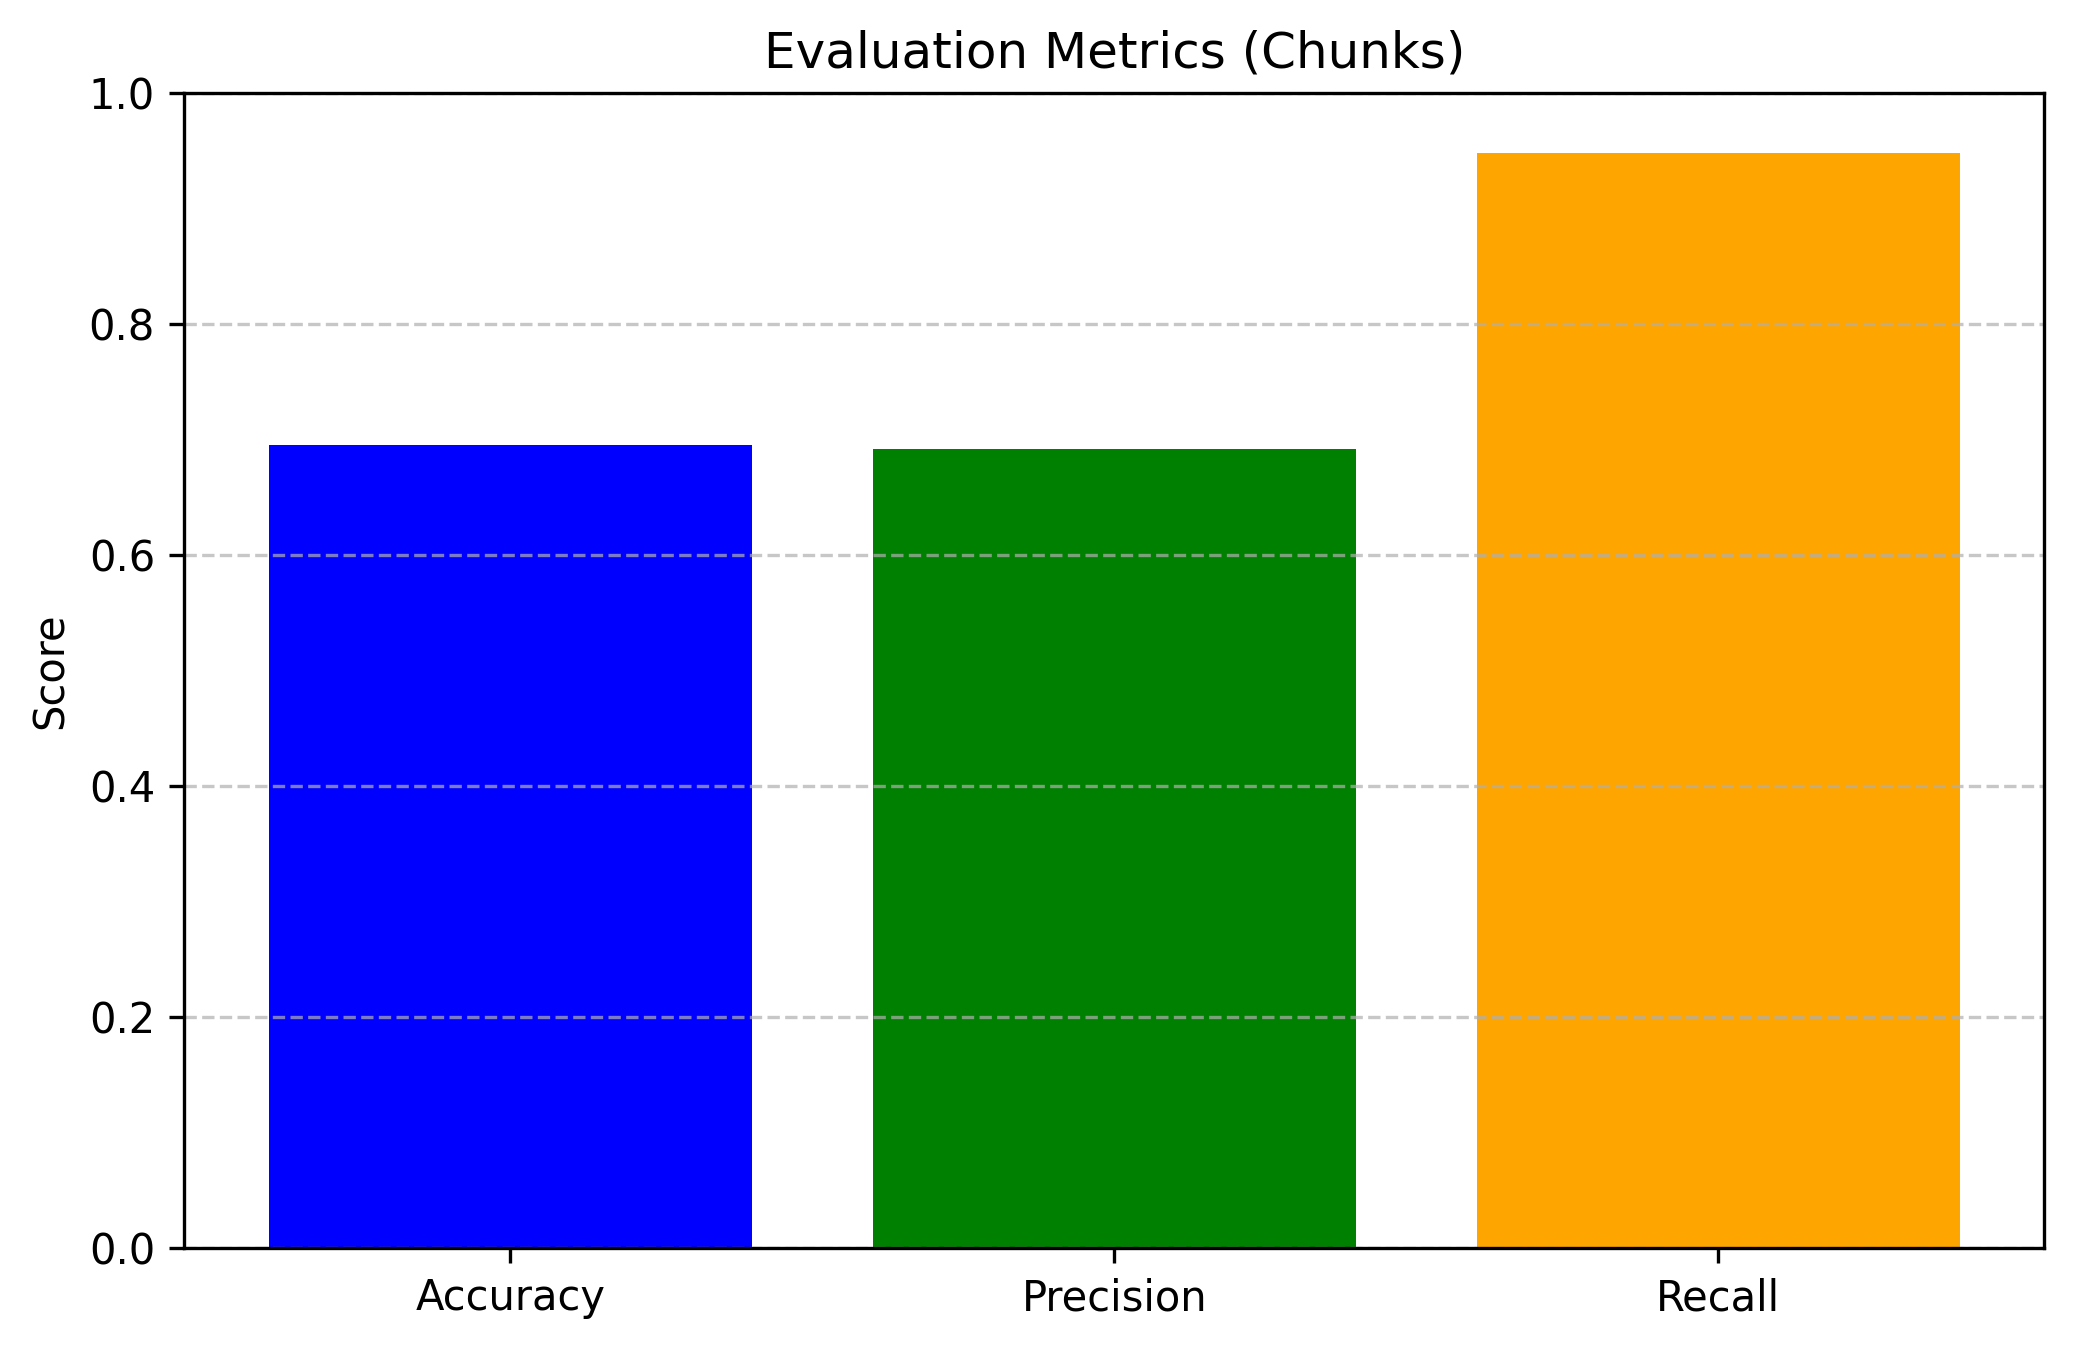 Evaluation Metrics (Chunks)
1.0
0.8
0.6
0.4
0.2
0.0
Score
Accuracy
Precision
Recall